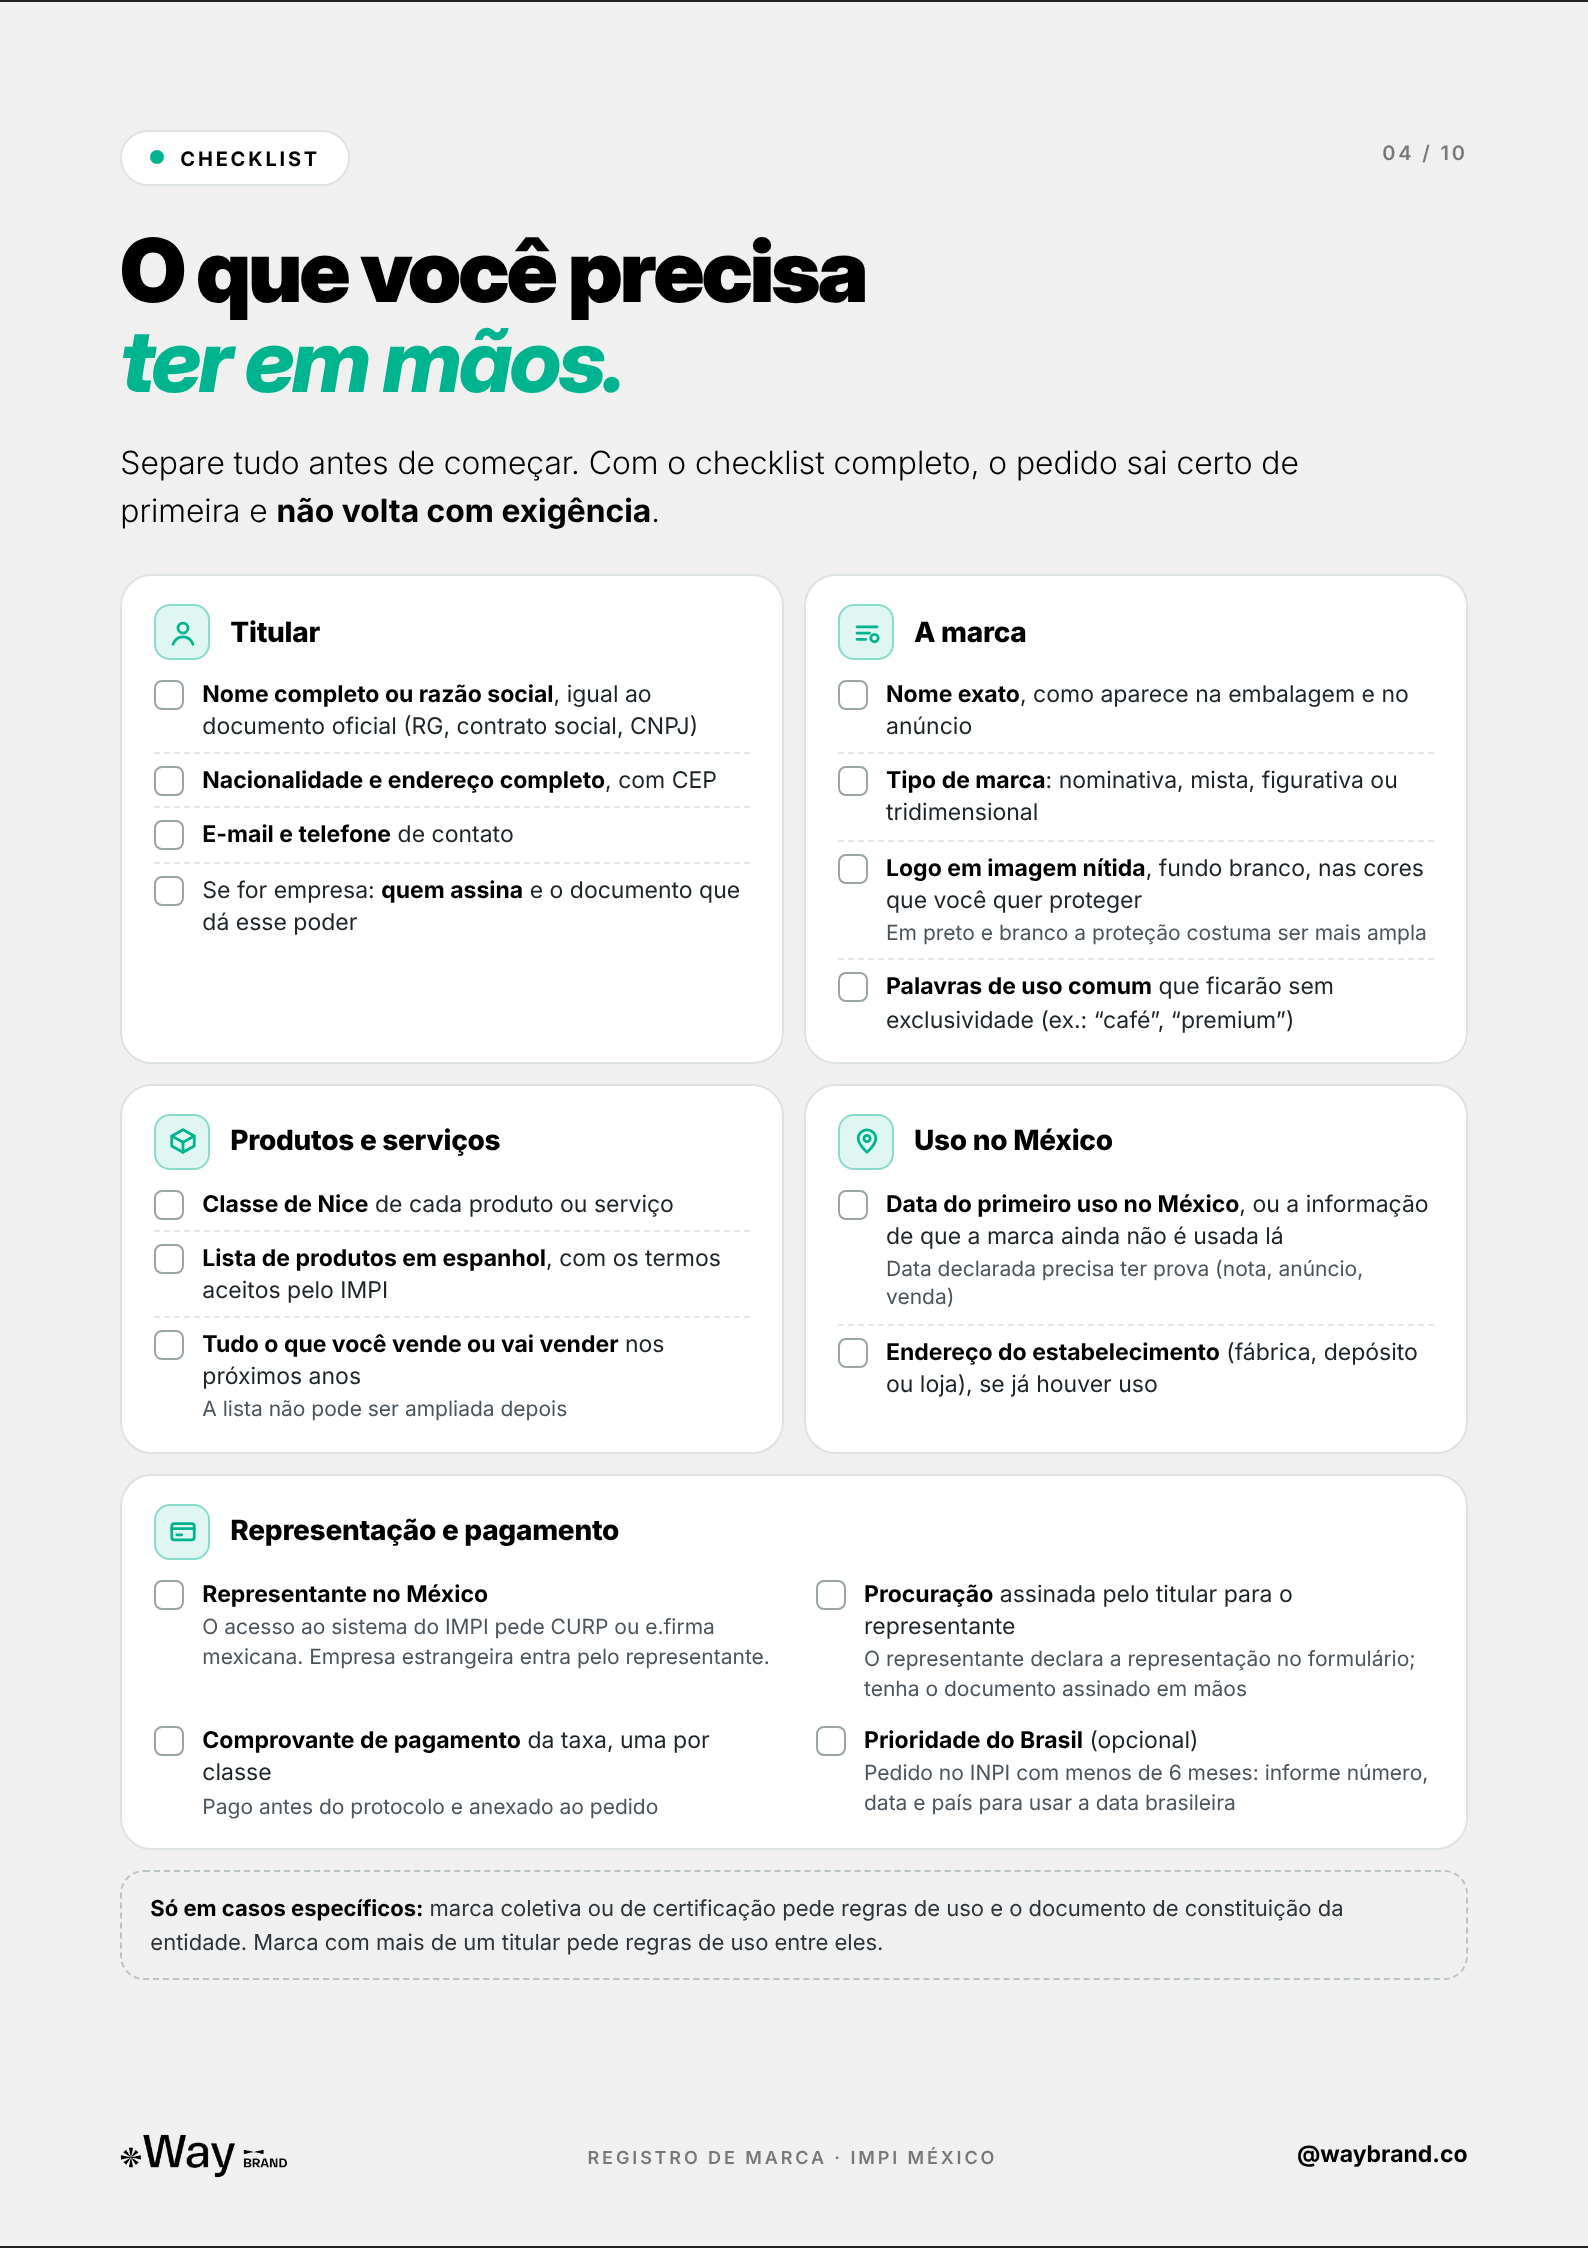 CHECKLIST
04 / 10
O que você precisa
ter em mãos.
Separe tudo antes de começar. Com o checklist completo, o pedido sai certo de
primeira e não volta com exigência.
Titular
Nome completo ou razão social, igual ao
documento oficial (RG, contrato social, CNPJ)
Nacionalidade e endereço completo, com CEP
E-mail e telefone de contato
Se for empresa: quem assina e o documento que
dá esse poder
A marca
Nome exato, como aparece na embalagem e no
anúncio
Tipo de marca: nominativa, mista, figurativa ou
tridimensional
Logo em imagem nítida, fundo branco, nas cores
que você quer proteger
Em preto e branco a proteção costuma ser mais ampla
Palavras de uso comum que ficarão sem
exclusividade (ex.: “café”, “premium”)
Produtos e serviços
Classe de Nice de cada produto ou serviço
Lista de produtos em espanhol, com os termos
aceitos pelo IMPI
Tudo o que você vende ou vai vender nos
próximos anos
A lista não pode ser ampliada depois
Uso no México
Data do primeiro uso no México, ou a informação
de que a marca ainda não é usada lá
Data declarada precisa ter prova (nota, anúncio,
venda)
Endereço do estabelecimento (fábrica, depósito
ou loja), se já houver uso
Representação e pagamento
Representante no México
O acesso ao sistema do IMPI pede CURP ou e.firma
mexicana. Empresa estrangeira entra pelo representante.
Procuração assinada pelo titular para o
representante
O representante declara a representação no formulário;
tenha o documento assinado em mãos
Comprovante de pagamento da taxa, uma por
classe
Pago antes do protocolo e anexado ao pedido
Prioridade do Brasil (opcional)
Pedido no INPI com menos de 6 meses: informe número,
data e país para usar a data brasileira
Só em casos específicos: marca coletiva ou de certificação pede regras de uso e o documento de constituição da
entidade. Marca com mais de um titular pede regras de uso entre eles.
Way BRAND
REGISTRO DE MARCA · IMPI MÉXICO
@waybrand.co